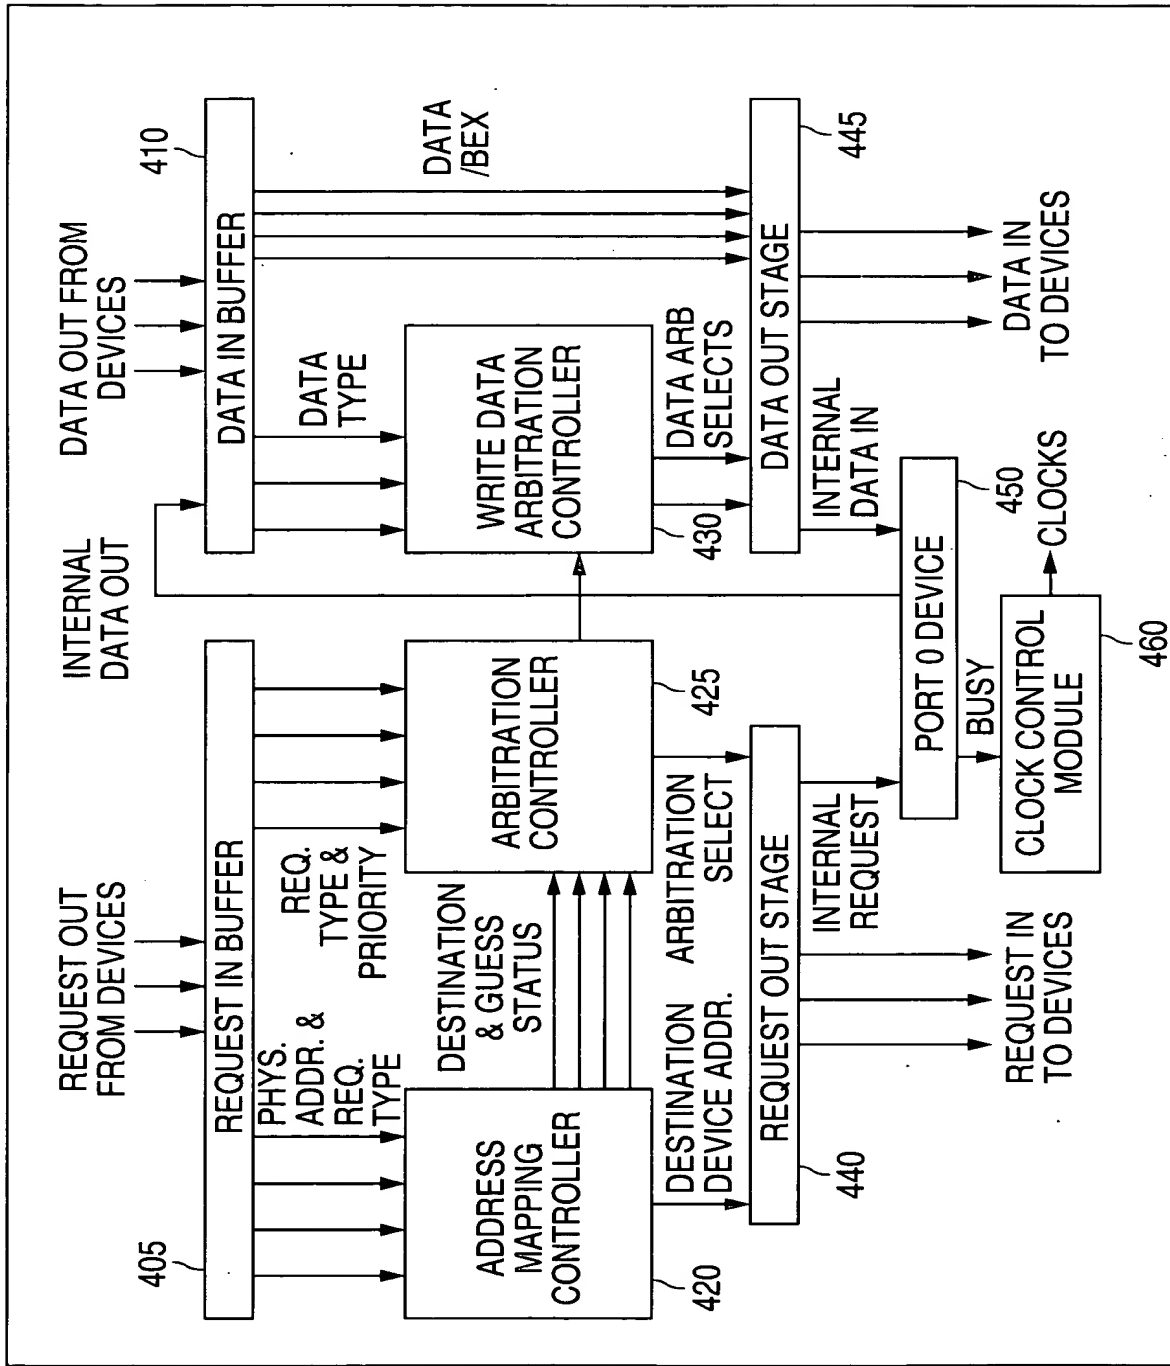 REQUEST OUT
FROM DEVICES
INTERNAL
DATA OUT
DATA OUT FROM
DEVICES
405
REQUEST IN BUFFER
DATA IN BUFFER
410
PHYS.
ADDR. &
REQ.
TYPE
REQ.
TYPE &
PRIORITY
DATA
TYPE
DATA
/BEX
ADDRESS
MAPPING
CONTROLLER
420
DESTINATION
& GUESS
STATUS
ARBITRATION
CONTROLLER
425
WRITE DATA
ARBITRATION
CONTROLLER
430
DESTINATION
DEVICE ADDR.
ARBITRATION
SELECT
DATA ARB
SELECTS
440
REQUEST OUT STAGE
DATA OUT STAGE
445
INTERNAL
REQUEST
INTERNAL
DATA IN
PORT 0 DEVICE
450
BUSY
REQUEST IN
TO DEVICES
CLOCK CONTROL
MODULE
460
CLOCKS
DATA IN
TO DEVICES